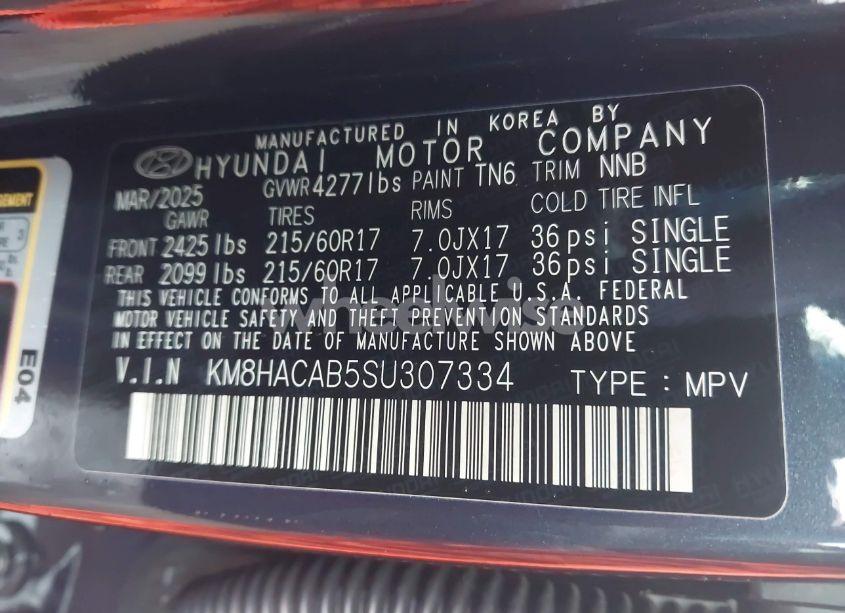 MANUFACTURED IN KOREA BY
HYUNDAI MOTOR COMPANY
MAR/2025 GVWR 4277lbs PAINT TN6 TRIM NNB
GAWR TIRES RIMS COLD TIRE INFL
FRONT 2425 lbs 215/60R17 7.0JX17 36psi SINGLE
REAR 2099 lbs 215/60R17 7.0JX17 36psi SINGLE
THIS VEHICLE CONFORMS TO ALL APPLICABLE U.S.A. FEDERAL
MOTOR VEHICLE SAFETY AND THEFT PREVENTION STANDARDS
IN EFFECT ON THE DATE OF MANUFACTURE SHOWN ABOVE
V.I.N KM8HACAB5SU307334 TYPE : MPV
E04
wheelwise